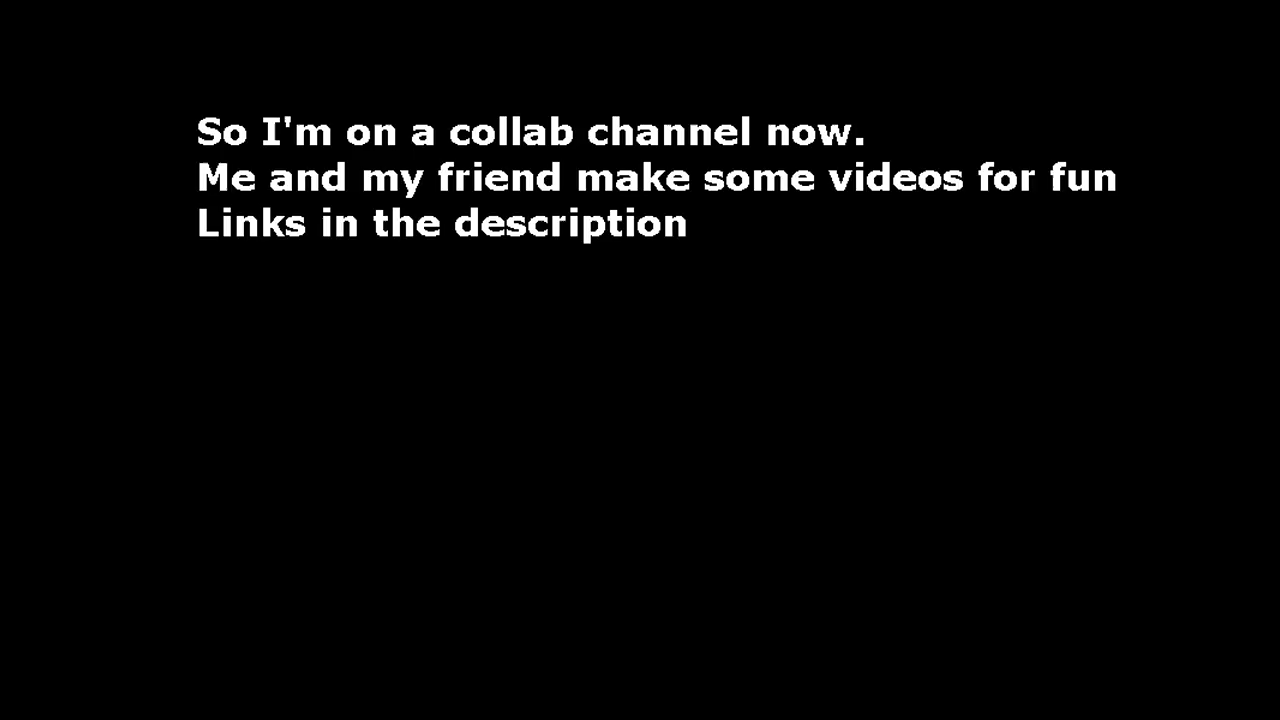 So I'm on a collab channel now.
Me and my friend make some videos for fun
Links in the description